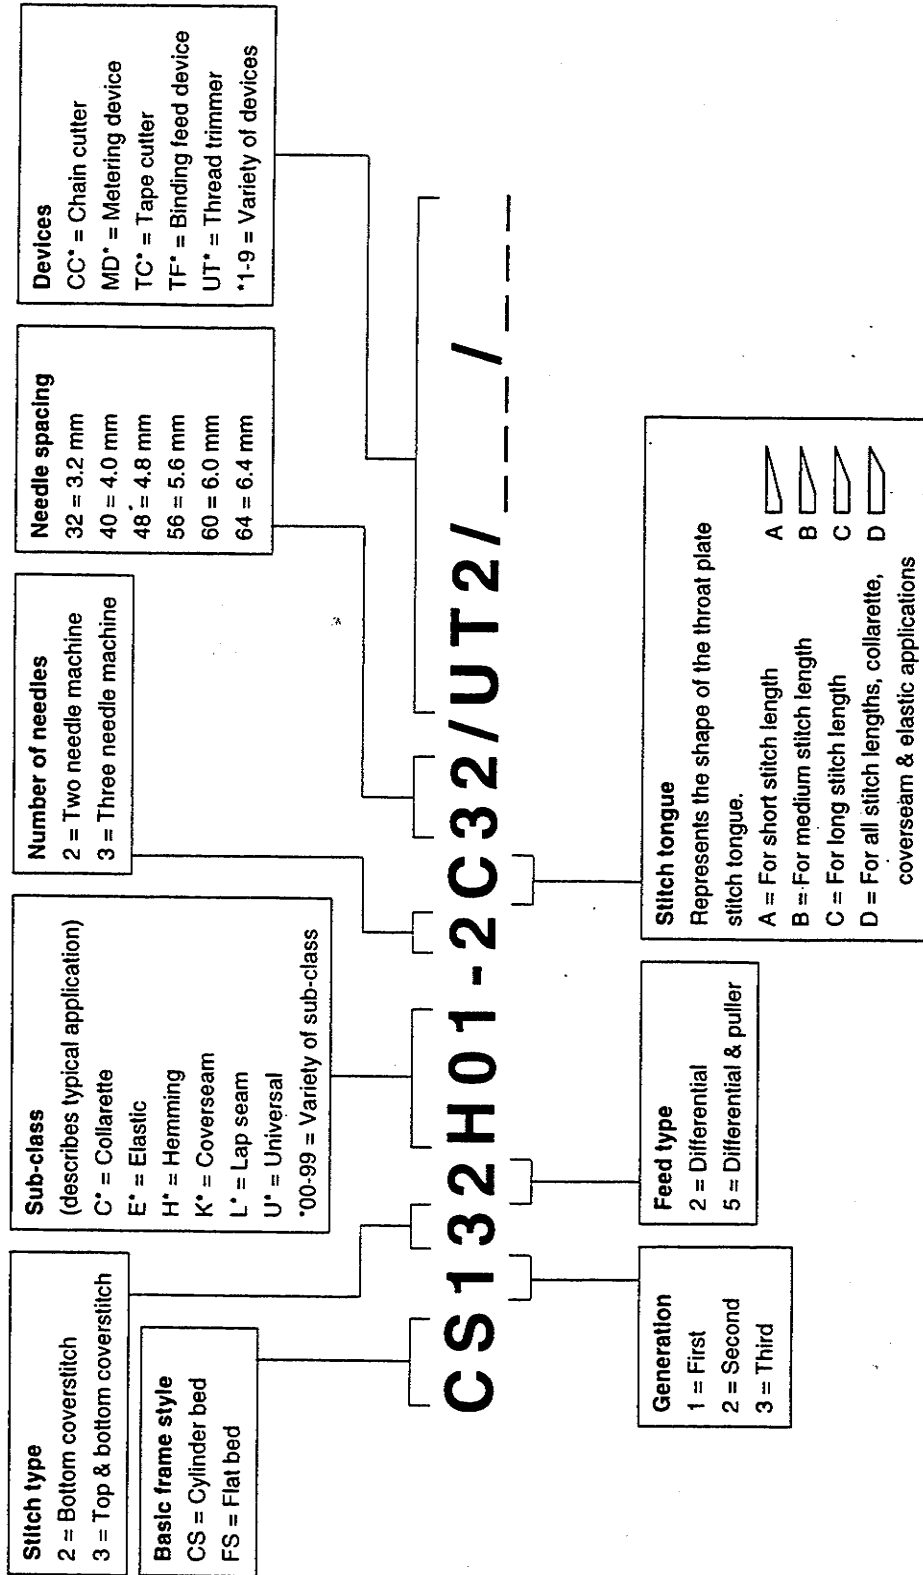 Stitch type
2 = Bottom coverstitch
3 = Top & bottom coverstitch
Basic frame style
CS = Cylinder bed
FS = Flat bed
Sub-class
(describes typical application)
C* = Collarette
E* = Elastic
H* = Hemming
K* = Coverseam
L* = Lap seam
U* = Universal
*00-99 = Variety of sub-class
Number of needles
2 = Two needle machine
3 = Three needle machine
Needle spacing
32 = 3.2 mm
40 = 4.0 mm
48 = 4.8 mm
56 = 5.6 mm
60 = 6.0 mm
64 = 6.4 mm
Devices
CC* = Chain cutter
MD* = Metering device
TC* = Tape cutter
TF* = Binding feed device
UT* = Thread trimmer
*1-9 = Variety of devices
CS132H01-2C32/UT2/___/____
Generation
1 = First
2 = Second
3 = Third
Feed type
2 = Differential
5 = Differential & puller
Stitch tongue
Represents the shape of the throat plate
stitch tongue.
A = For short stitch length
B = For medium stitch length
C = For long stitch length
D = For all stitch lengths, collarette,
coverseam & elastic applications
A
B
C
D